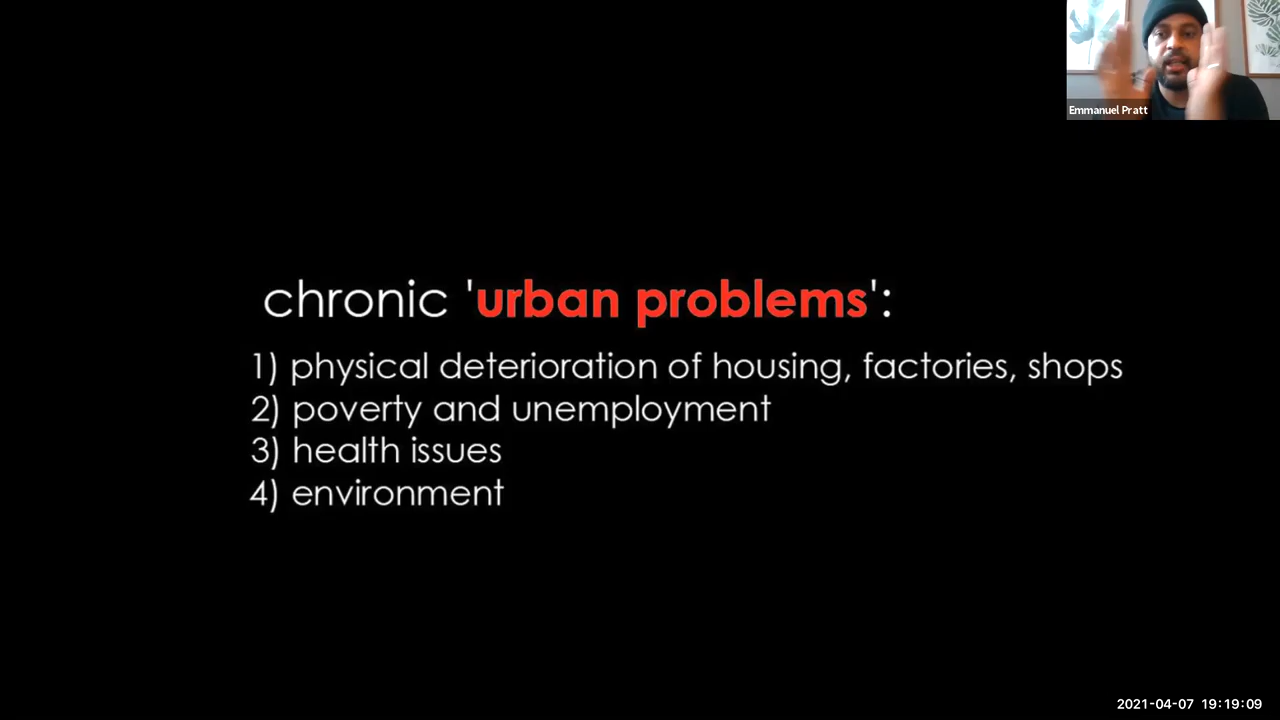 Emmanuel Pratt
chronic 'urban problems':
1) physical deterioration of housing, factories, shops
2) poverty and unemployment
3) health issues
4) environment
2021-04-07 19:19:09